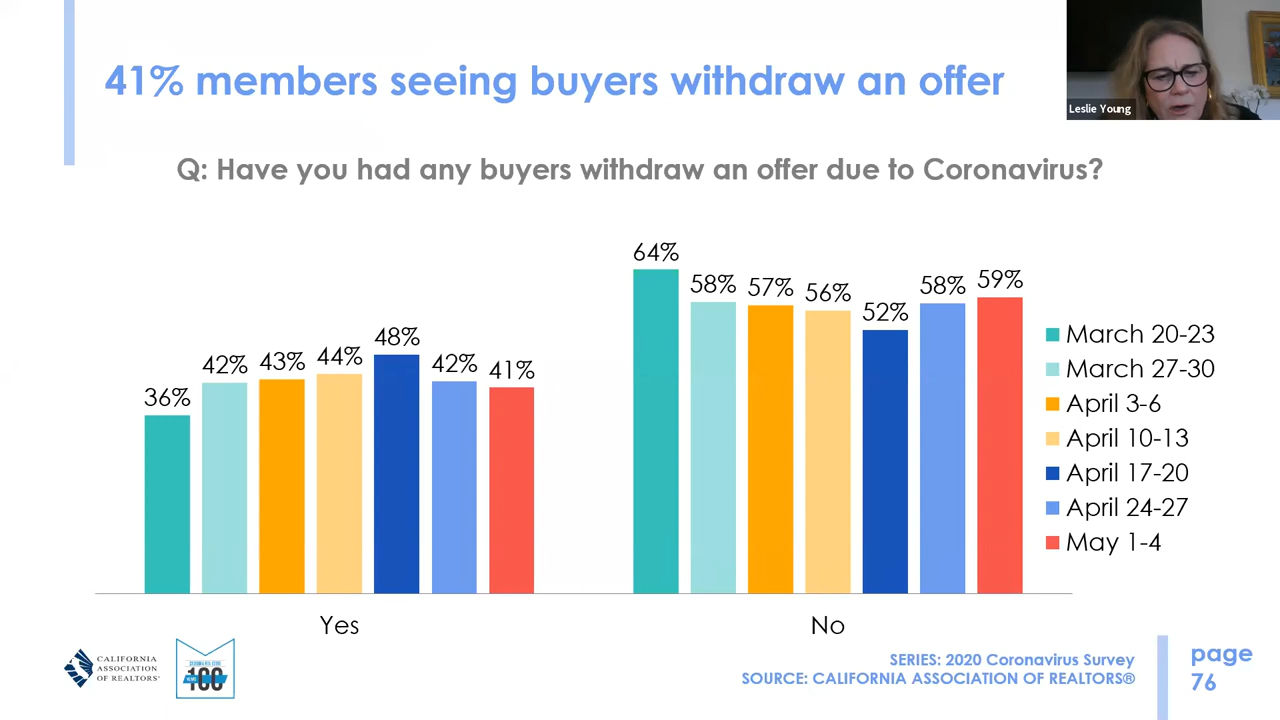 41% members seeing buyers withdraw an offer
Leslie Young
Q: Have you had any buyers withdraw an offer due to Coronavirus?
36%
42%
43%
44%
48%
42%
41%
64%
58%
57%
56%
52%
58%
59%
March 20-23
March 27-30
April 3-6
April 10-13
April 17-20
April 24-27
May 1-4
Yes
No
CALIFORNIA
ASSOCIATION
OF REALTORS®
100
SERIES: 2020 Coronavirus Survey
SOURCE: CALIFORNIA ASSOCIATION OF REALTORS®
page
76